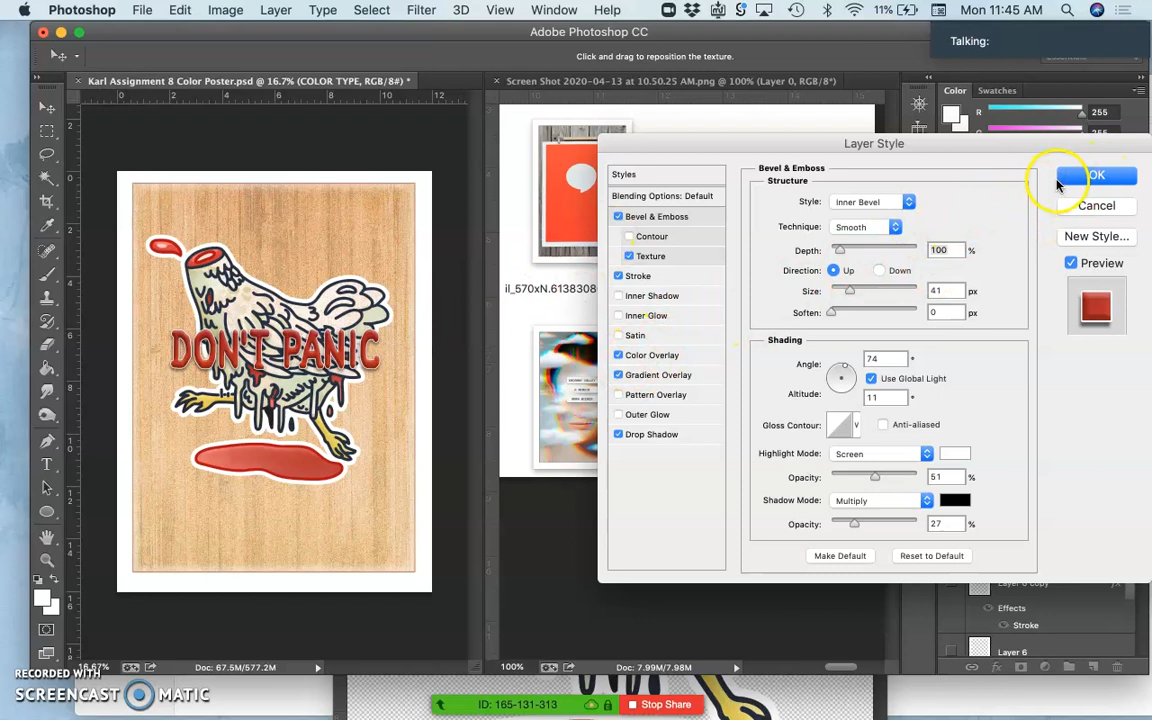 Photoshop File Edit Image Layer Type Select Filter 3D View Window Help 11% Mon 11:45 AM
Adobe Photoshop CC
Talking:
Click and drag to reposition the texture.
Karl Assignment 8 Color Poster.psd @ 16.7% (COLOR TYPE, RGB/8#) *
Screen Shot 2020-04-13 at 10.50.25 AM.png @ 100% (Layer 0, RGB/8*)
Color Swatches
R 255
Layer Style
Styles
Blending Options: Default
Bevel & Emboss
Contour
Texture
Stroke
Inner Shadow
Inner Glow
Satin
Color Overlay
Gradient Overlay
Pattern Overlay
Outer Glow
Drop Shadow
Bevel & Emboss
Structure
Style: Inner Bevel
Technique: Smooth
Depth: 100 %
Direction: Up Down
Size: 41 px
Soften: 0 px
Shading
Angle: 74 °
Use Global Light
Altitude: 11 °
Gloss Contour: Anti-aliased
Highlight Mode: Screen
Opacity: 51 %
Shadow Mode: Multiply
Opacity: 27 %
Make Default Reset to Default
OK
Cancel
New Style...
Preview
DON'T PANIC
il_570xN.6138308
Effects
Stroke
Layer 6
16.67% Doc: 67.5M/577.2M
100% Doc: 7.99M/7.98M
RECORDED WITH
SCREENCAST MATIC
ID: 165-131-313 Stop Share